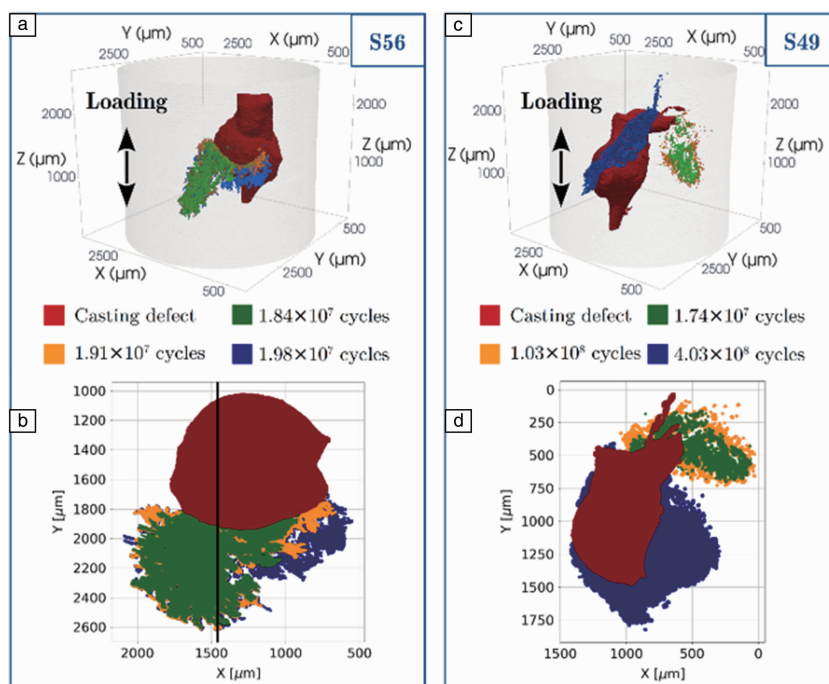 a
S56
Y (µm)
X (µm)
2500
500
2500
500
Loading
2000
2000
Z (µm)
Z (µm)
1000
1000
2500
500
X (µm)
Y (µm)
500
2500
Casting defect
1.84×10⁷ cycles
1.91×10⁷ cycles
1.98×10⁷ cycles
b
1000
1200
1400
1600
1800
2000
2200
2400
2600
Y [µm]
2000
1500
1000
500
X [µm]
c
S49
Y (µm)
X (µm)
2500
500
2500
500
Loading
2000
2000
Z (µm)
Z (µm)
1000
1000
2500
500
X (µm)
Y (µm)
500
2500
Casting defect
1.74×10⁷ cycles
1.03×10⁸ cycles
4.03×10⁸ cycles
d
0
250
500
750
1000
1250
1500
1750
Y [µm]
1500
1000
500
0
X [µm]